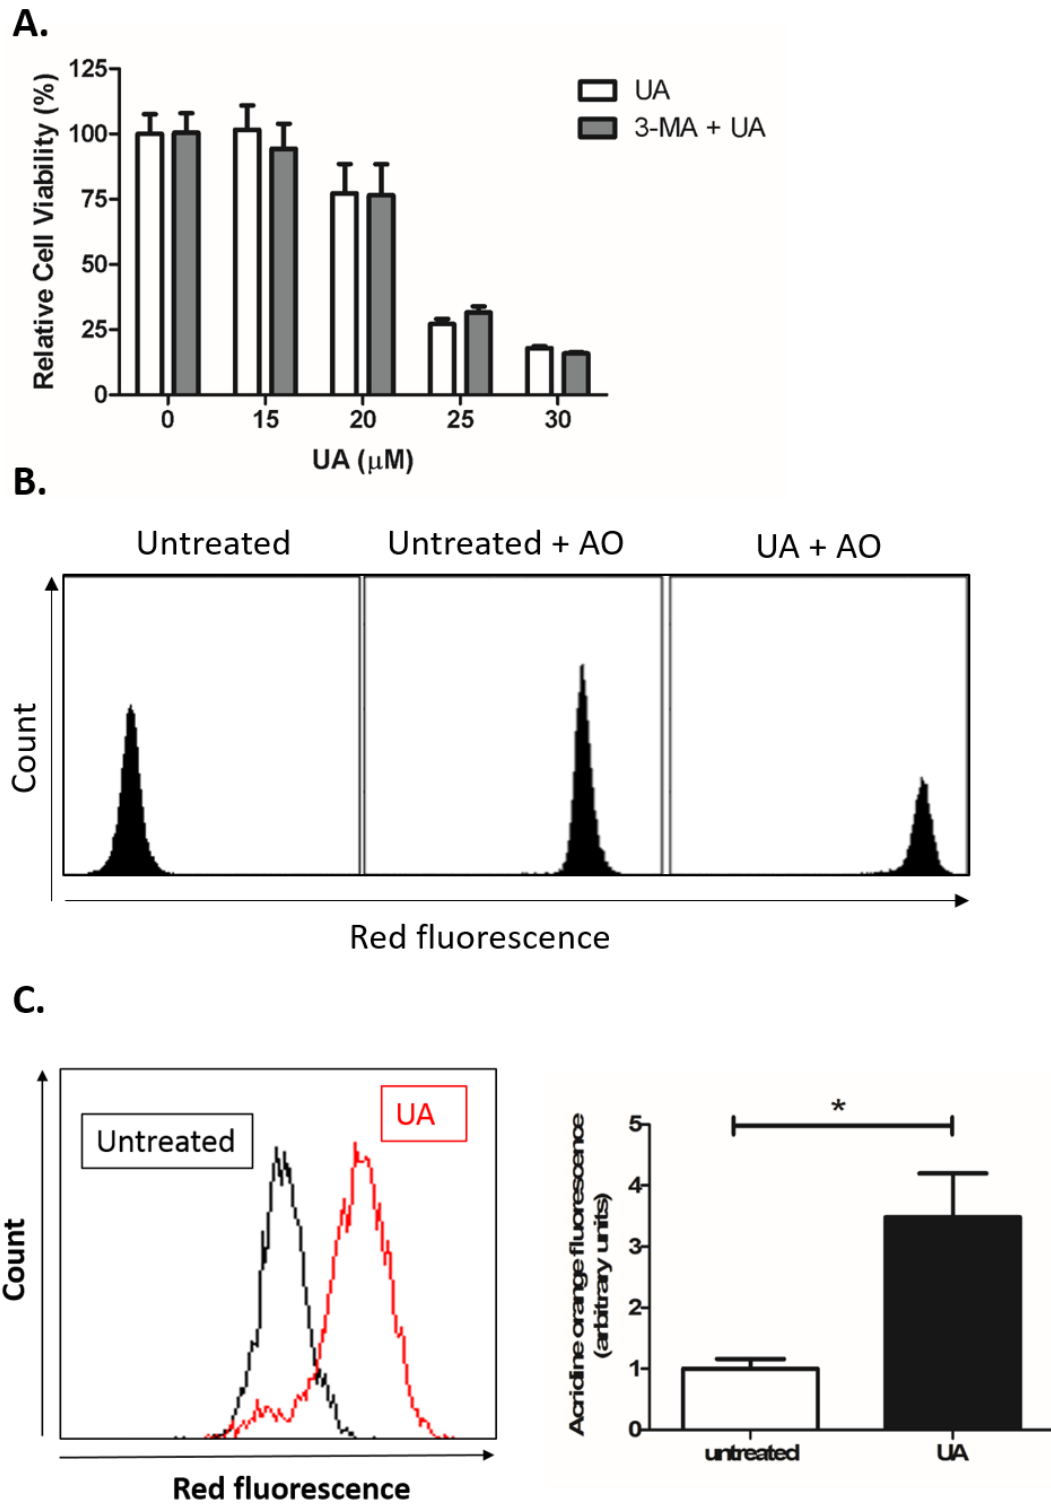 A.
Relative Cell Viability (%)
125
100
75
50
25
0
0 15 20 25 30
UA (μM)
UA
3-MA + UA
B.
Untreated
Untreated + AO
UA + AO
Count
Red fluorescence
C.
Count
Untreated
UA
Red fluorescence
Acridine orange fluorescence
(arbitrary units)
5
4
3
2
1
0
*
untreated UA